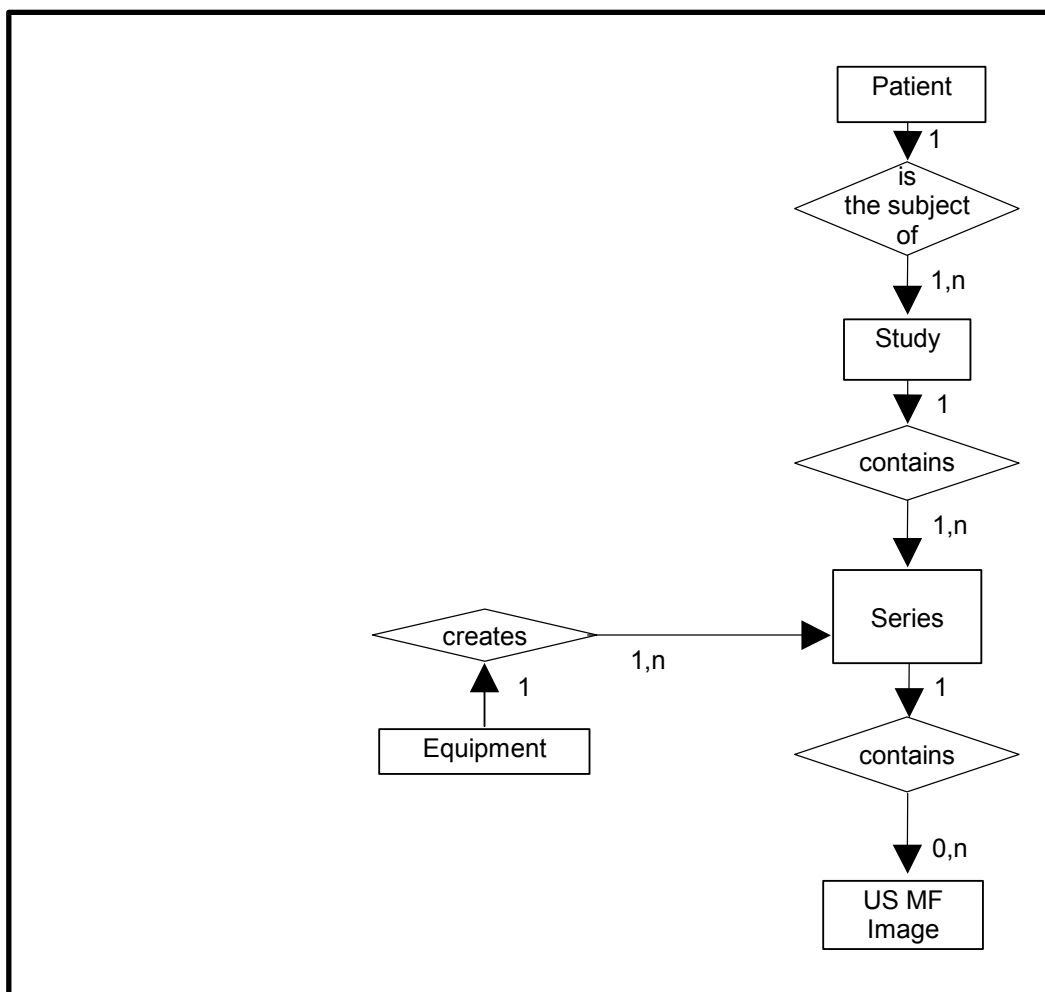 Patient
1
is
the subject
of
1,n
Study
1
contains
1,n
Series
creates
1,n
1
1
Equipment
contains
0,n
US MF
Image